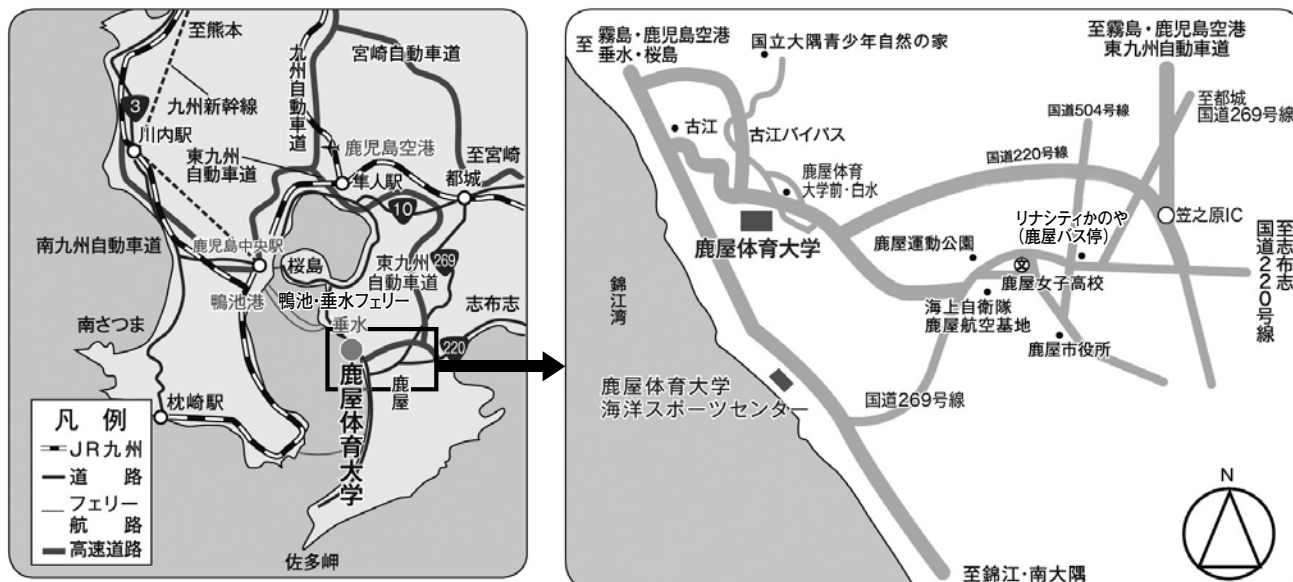 至熊本
九州自動車道
宮崎自動車道
3
九州新幹線
川内駅
東九州
自動車道
鹿児島空港
至宮崎
隼人駅
都城
10
南九州自動車道
鹿児島中央駅
桜島
269
東九州
自動車道
鴨池港
鴨池・垂水フェリー
志布志
南さつま
垂水
220
鹿屋
鹿屋体育大学
枕崎駅
佐多岬
凡例
JR九州
道路
フェリー
航路
高速道路
至 霧島・鹿児島空港
垂水・桜島
国立大隅青少年自然の家
至霧島・鹿児島空港
東九州自動車道
至都城
国道269号線
国道504号線
古江
古江バイパス
国道220号線
鹿屋体育
大学前・白水
笠之原IC
リナシティかのや
(鹿屋バス停)
鹿屋体育大学
鹿屋運動公園
文
鹿屋女子高校
至志布志
国道220号線
錦江湾
海上自衛隊
鹿屋航空基地
鹿屋市役所
鹿屋体育大学
海洋スポーツセンター
国道269号線
N
至錦江・南大隅